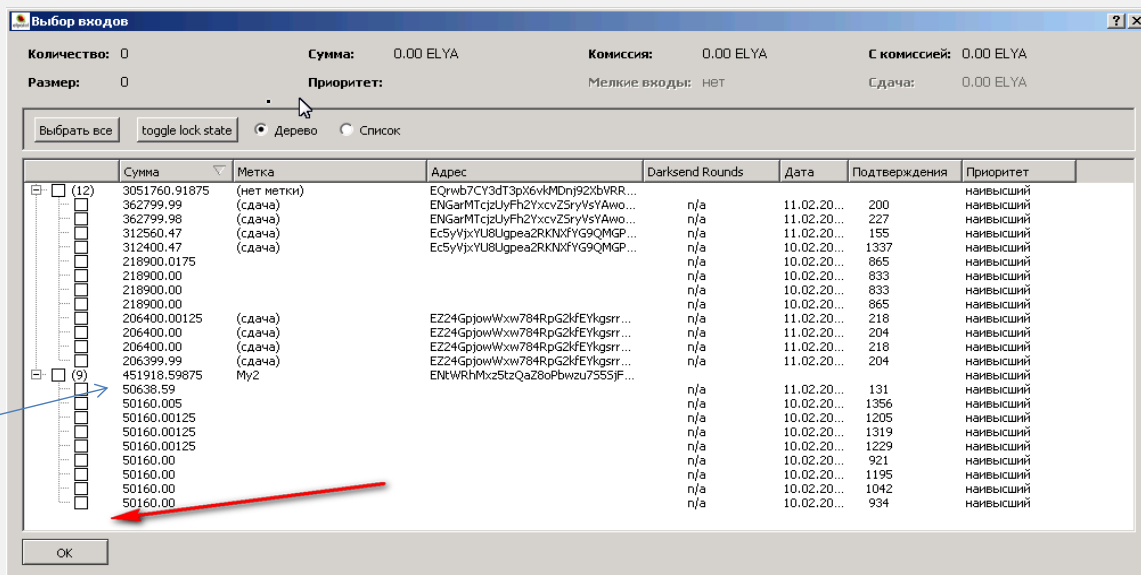 Выбор входов
Количество: 0 Сумма: 0.00 ELYA Комиссия: 0.00 ELYA С комиссией: 0.00 ELYA
Размер: 0 Приоритет: Мелкие входы: нет Сдача: 0.00 ELYA
Выбрать все toggle lock state Дерево Список
Сумма Метка Адрес Darksend Rounds Дата Подтверждения Приоритет
(12) 3051760.91875 (нет метки) EQrwb7CY3dT3pX6vkMDnj92XbVRR... наивысший
362799.99 (сдача) ENGarMTcjzUyFh2YxcvZSryVsYAwo... n/a 11.02.20... 200 наивысший
362799.98 (сдача) ENGarMTcjzUyFh2YxcvZSryVsYAwo... n/a 11.02.20... 227 наивысший
312560.47 (сдача) Ec5yVjxYU8Ugpea2RKNXfYG9QMGP... n/a 11.02.20... 155 наивысший
312400.47 (сдача) Ec5yVjxYU8Ugpea2RKNXfYG9QMGP... n/a 10.02.20... 1337 наивысший
218900.0175 n/a 10.02.20... 865 наивысший
218900.00 n/a 10.02.20... 833 наивысший
218900.00 n/a 10.02.20... 833 наивысший
218900.00 n/a 10.02.20... 865 наивысший
206400.00125 (сдача) EZ24GpjowWxw784RpG2kfEYkgsrr... n/a 11.02.20... 218 наивысший
206400.00 (сдача) EZ24GpjowWxw784RpG2kfEYkgsrr... n/a 11.02.20... 204 наивысший
206400.00 (сдача) EZ24GpjowWxw784RpG2kfEYkgsrr... n/a 11.02.20... 218 наивысший
206399.99 (сдача) EZ24GpjowWxw784RpG2kfEYkgsrr... n/a 11.02.20... 204 наивысший
(9) 451918.59875 My2 ENtWRhMxz5tzQaZ8oPbwzu7S5SjF... наивысший
50638.59 n/a 11.02.20... 131 наивысший
50160.005 n/a 10.02.20... 1356 наивысший
50160.00125 n/a 10.02.20... 1205 наивысший
50160.00125 n/a 10.02.20... 1319 наивысший
50160.00125 n/a 10.02.20... 1229 наивысший
50160.00 n/a 10.02.20... 921 наивысший
50160.00 n/a 10.02.20... 1195 наивысший
50160.00 n/a 10.02.20... 1042 наивысший
50160.00 n/a 10.02.20... 934 наивысший
OK